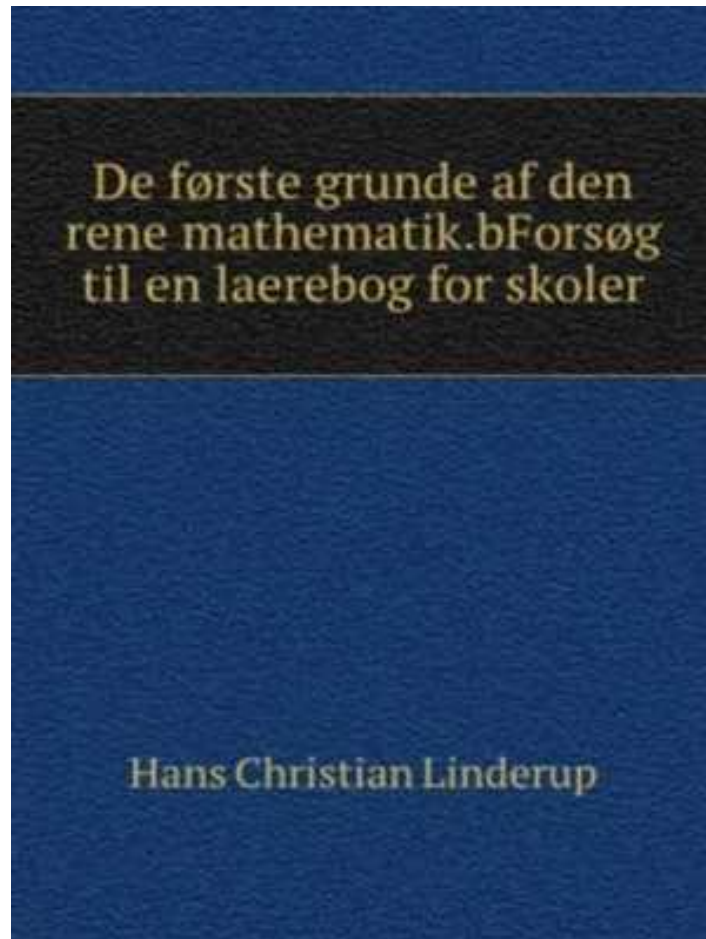 De første grunde af den
rene mathematik.bForsøg
til en laerebog for skoler
Hans Christian Linderup